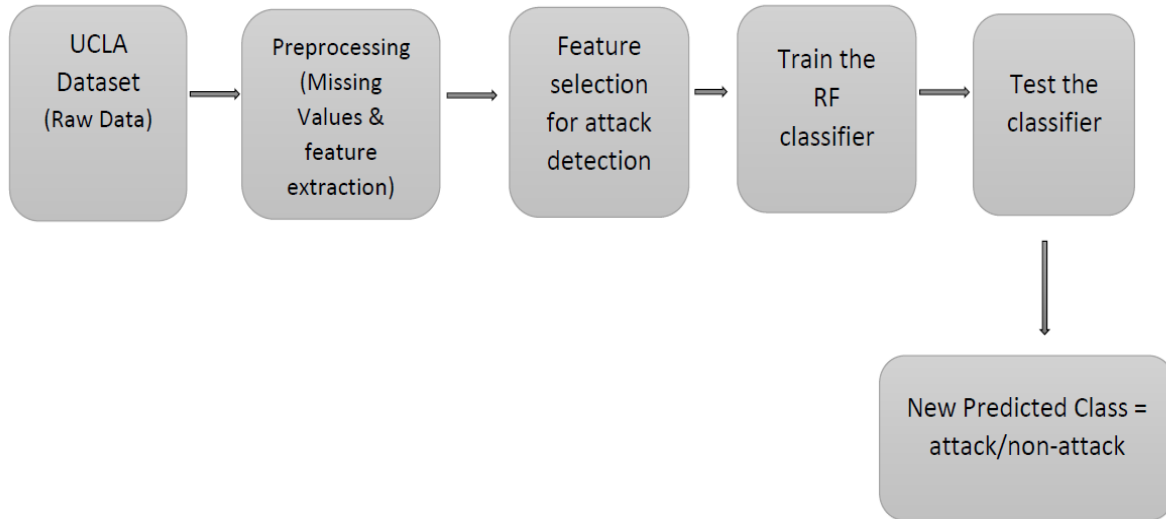 UCLA
Dataset
(Raw Data)
Preprocessing
(Missing
Values &
feature
extraction)
Feature
selection
for attack
detection
Train the
RF
classifier
Test the
classifier
New Predicted Class =
attack/non-attack